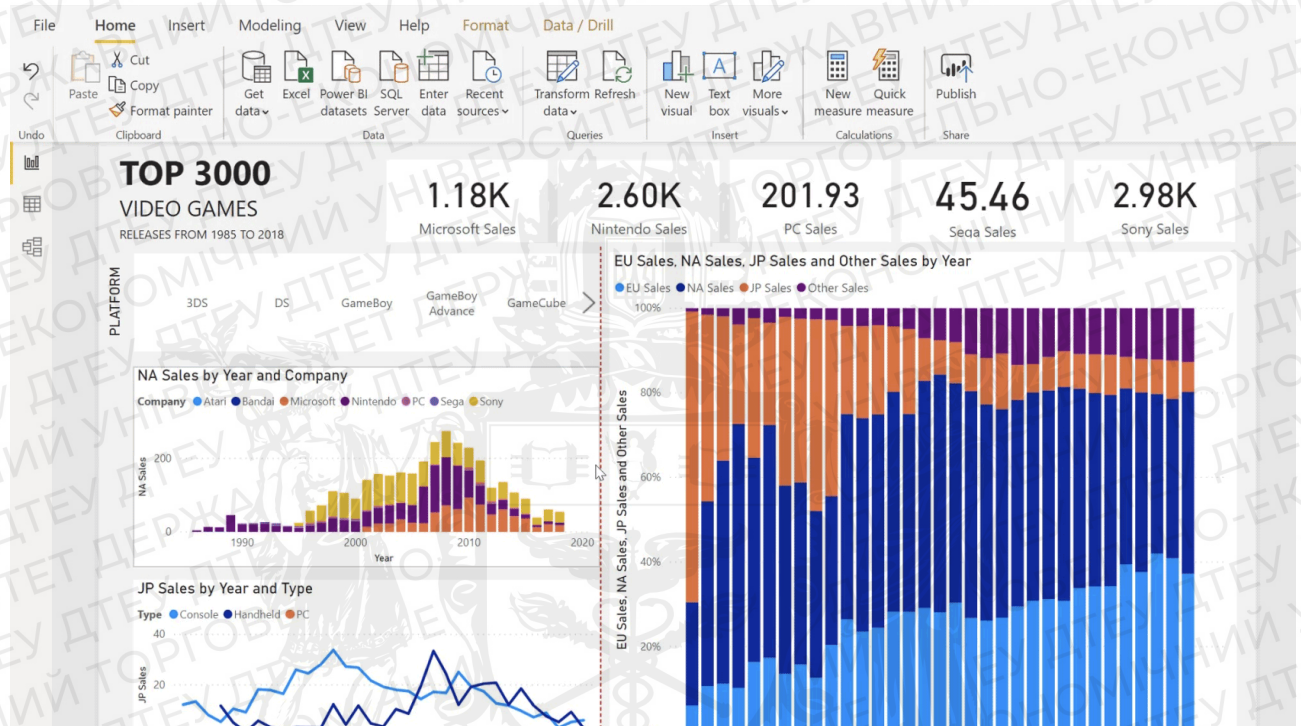 File Home Insert Modeling View Help Format Data / Drill
Cut
Copy
Format painter
Paste
Get data
Excel
Power BI datasets
SQL Server
Enter data
Recent sources
Transform data
Refresh
New visual
Text box
More visuals
New measure
Quick measure
Publish
Undo Clipboard Data Queries Insert Calculations Share
TOP 3000
VIDEO GAMES
RELEASES FROM 1985 TO 2018
1.18K
Microsoft Sales
2.60K
Nintendo Sales
201.93
PC Sales
45.46
Sega Sales
2.98K
Sony Sales
PLATFORM
3DS
DS
GameBoy
GameBoy
Advance
GameCube
NA Sales by Year and Company
Company Atari Bandai Microsoft Nintendo PC Sega Sony
NA Sales
200
0
1990 2000 2010 2020
Year
JP Sales by Year and Type
Type Console Handheld PC
JP Sales
40
20
EU Sales, NA Sales, JP Sales and Other Sales by Year
EU Sales NA Sales JP Sales Other Sales
EU Sales, NA Sales, JP Sales and Other Sales
100%
80%
60%
40%
20%